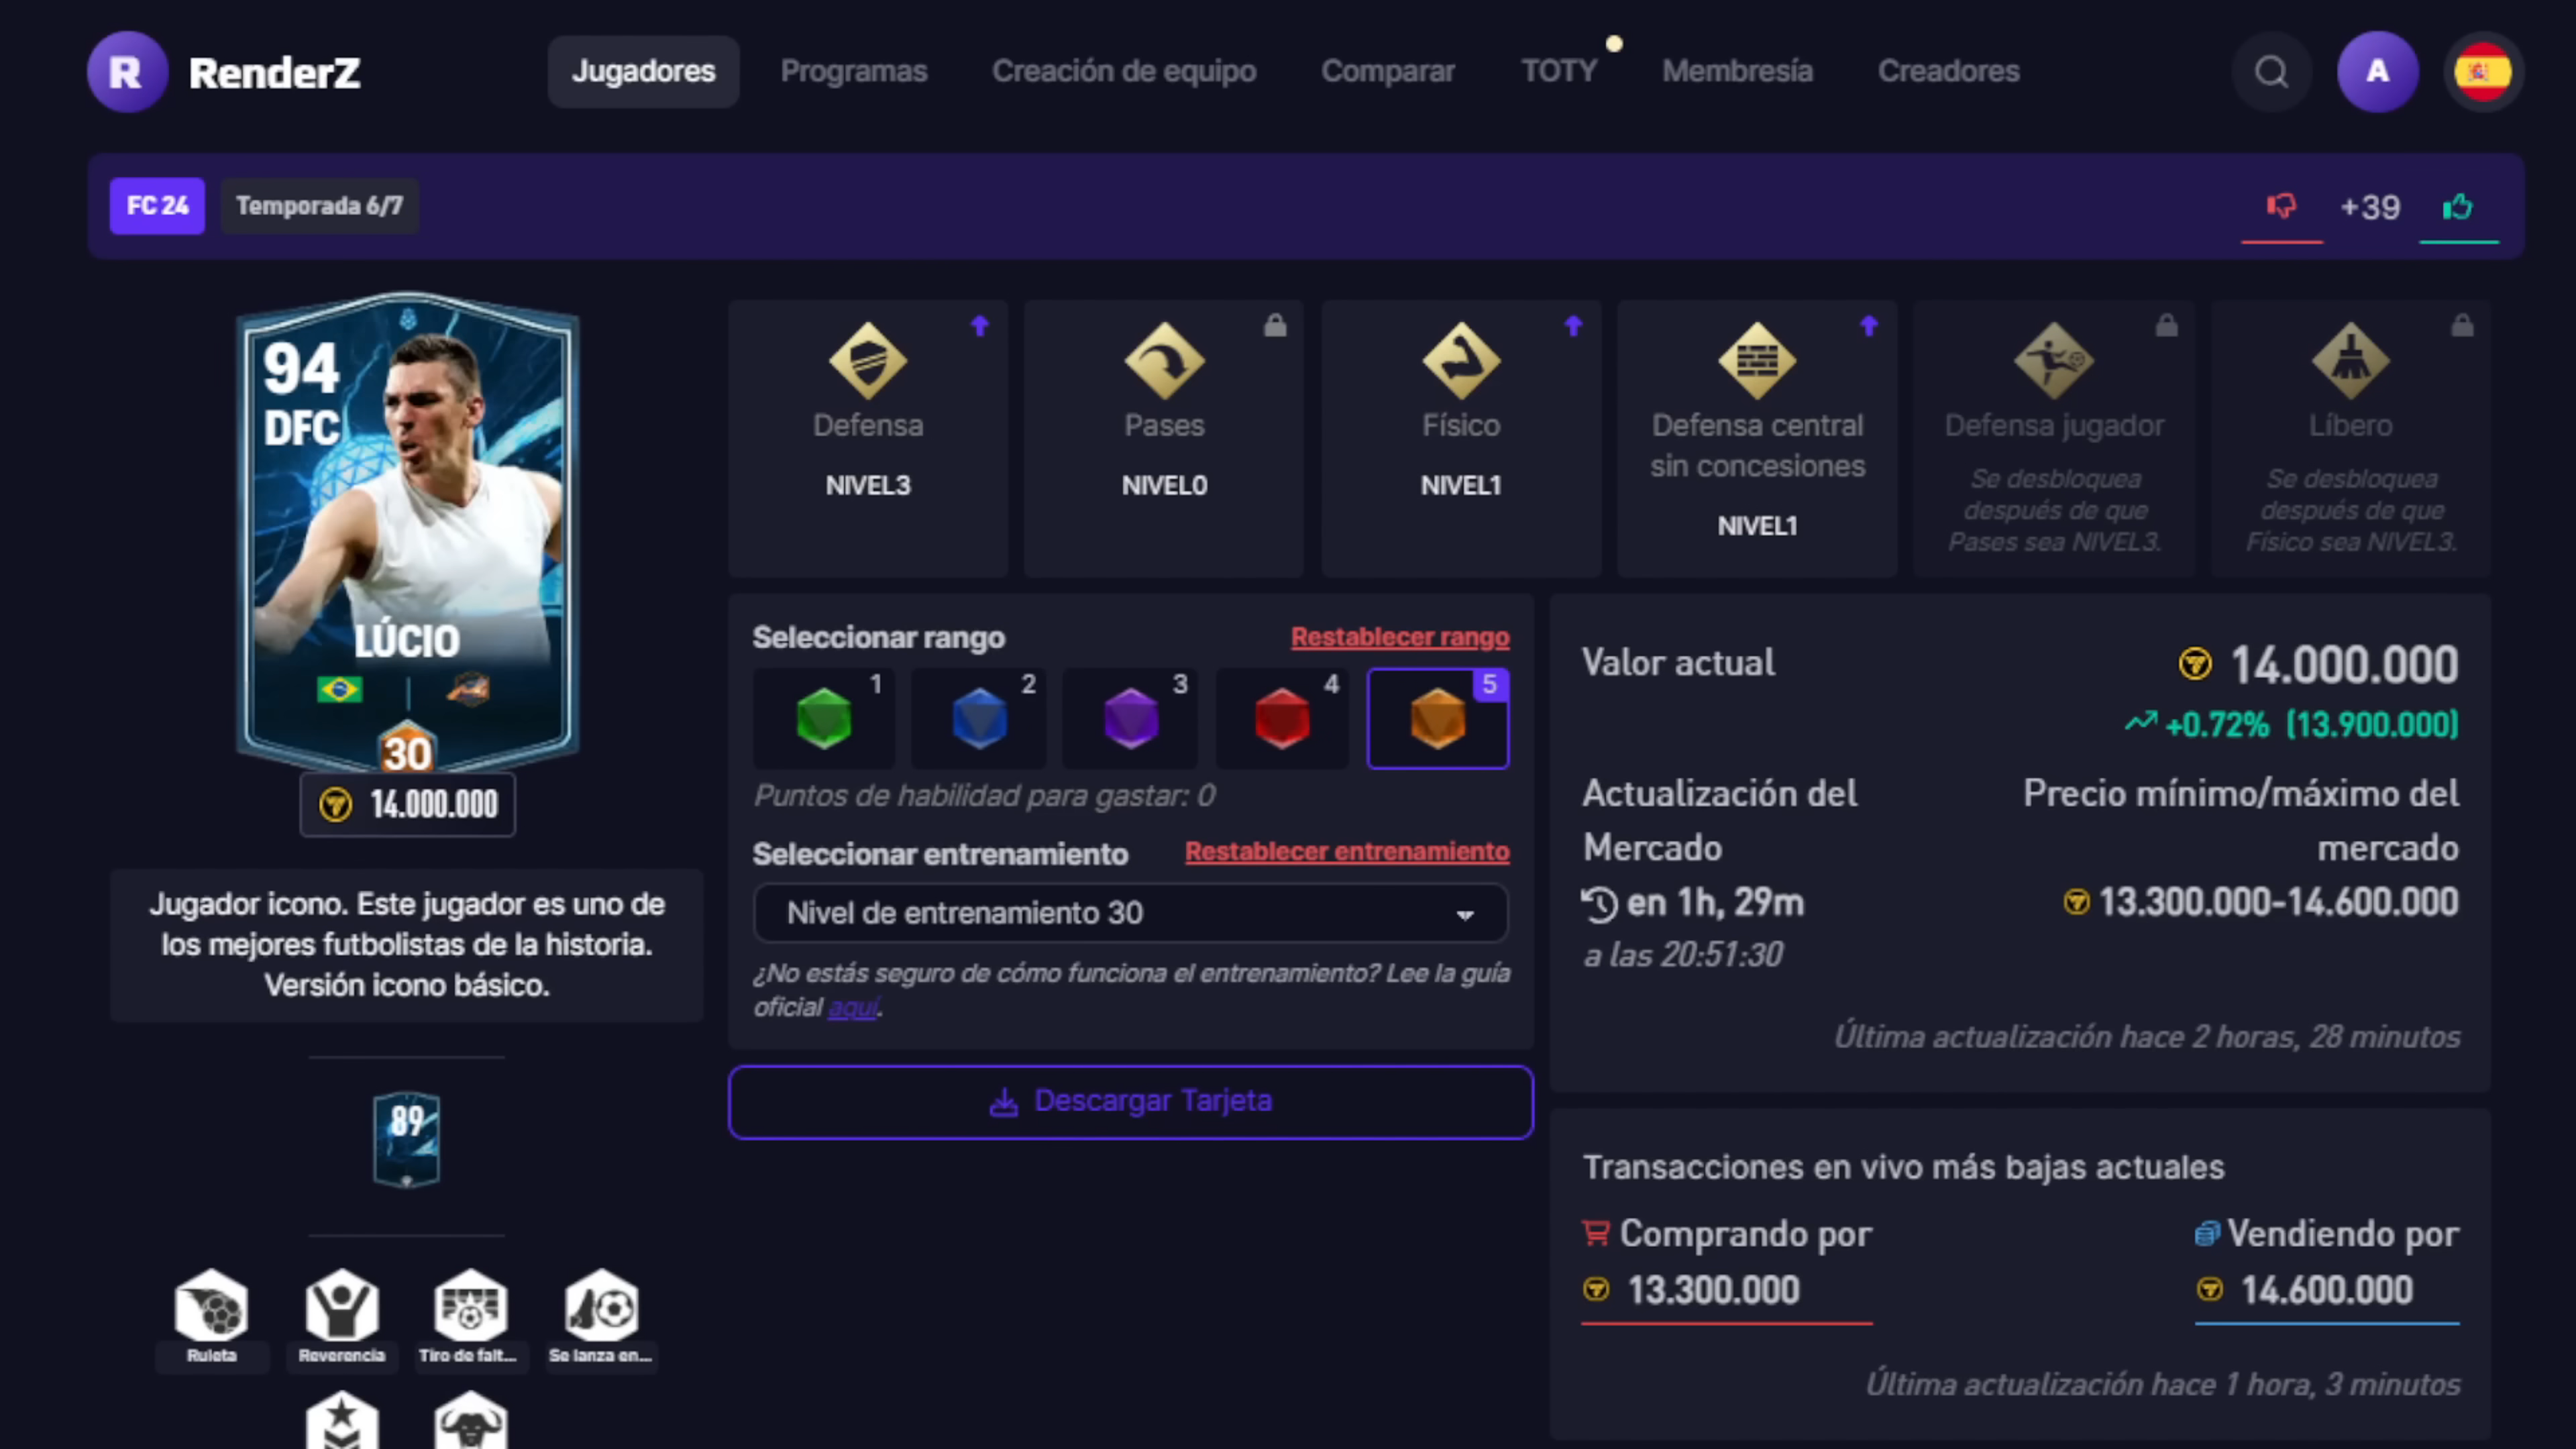 R RenderZ
Jugadores
Programas
Creación de equipo
Comparar
TOTY
Membresía
Creadores
A
FC 24
Temporada 6/7
+39
94
DFC
LÚCIO
30
14.000.000
Jugador icono. Este jugador es uno de
los mejores futbolistas de la historia.
Versión icono básico.
89
Ruleta
Reverencia
Tiro de falt...
Se lanza en...
Defensa
NIVEL3
Pases
NIVEL0
Físico
NIVEL1
Defensa central
sin concesiones
NIVEL1
Defensa jugador
Se desbloquea
después de que
Pases sea NIVEL3.
Líbero
Se desbloquea
después de que
Físico sea NIVEL3.
Seleccionar rango
Restablecer rango
1
2
3
4
5
Puntos de habilidad para gastar: 0
Seleccionar entrenamiento
Restablecer entrenamiento
Nivel de entrenamiento 30
¿No estás seguro de cómo funciona el entrenamiento? Lee la guía
oficial aquí.
Descargar Tarjeta
Valor actual
14.000.000
+0.72% (13.900.000)
Actualización del
Mercado
en 1h, 29m
a las 20:51:30
Precio mínimo/máximo del
mercado
13.300.000-14.600.000
Última actualización hace 2 horas, 28 minutos
Transacciones en vivo más bajas actuales
Comprando por
13.300.000
Vendiendo por
14.600.000
Última actualización hace 1 hora, 3 minutos